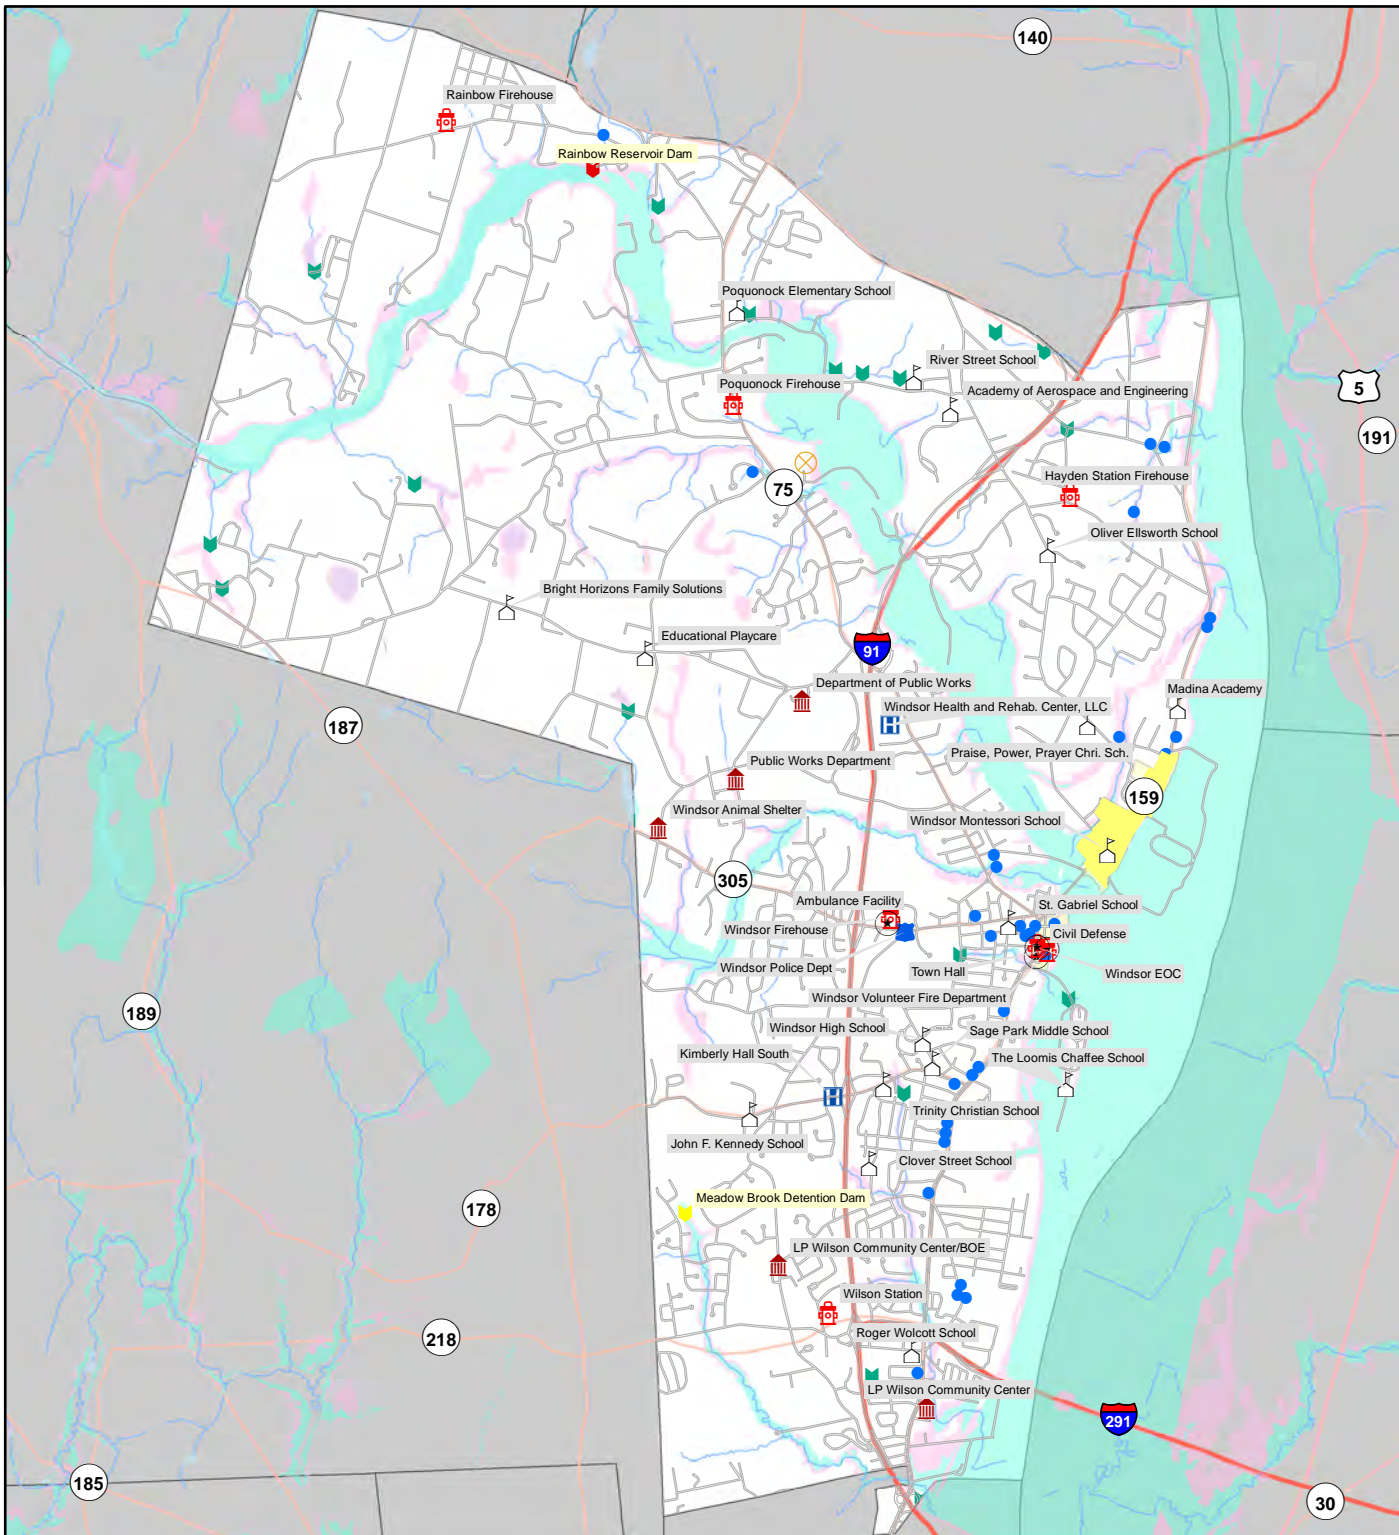 140
Rainbow Firehouse
Rainbow Reservoir Dam
Poquonock Elementary School
River Street School
Poquonock Firehouse
Academy of Aerospace and Engineering
5
191
75
Hayden Station Firehouse
Oliver Ellsworth School
Bright Horizons Family Solutions
Educational Playcare
91
Department of Public Works
Madina Academy
Windsor Health and Rehab. Center, LLC
187
Praise, Power, Prayer Chri. Sch.
Public Works Department
159
Windsor Animal Shelter
Windsor Montessori School
305
Ambulance Facility
St. Gabriel School
Windsor Firehouse
Civil Defense
Windsor Police Dept
Town Hall
Windsor EOC
Windsor Volunteer Fire Department
189
Windsor High School
Sage Park Middle School
Kimberly Hall South
The Loomis Chaffee School
Trinity Christian School
John F. Kennedy School
Clover Street School
Meadow Brook Detention Dam
178
LP Wilson Community Center/BOE
Wilson Station
218
Roger Wolcott School
LP Wilson Community Center
291
185
30